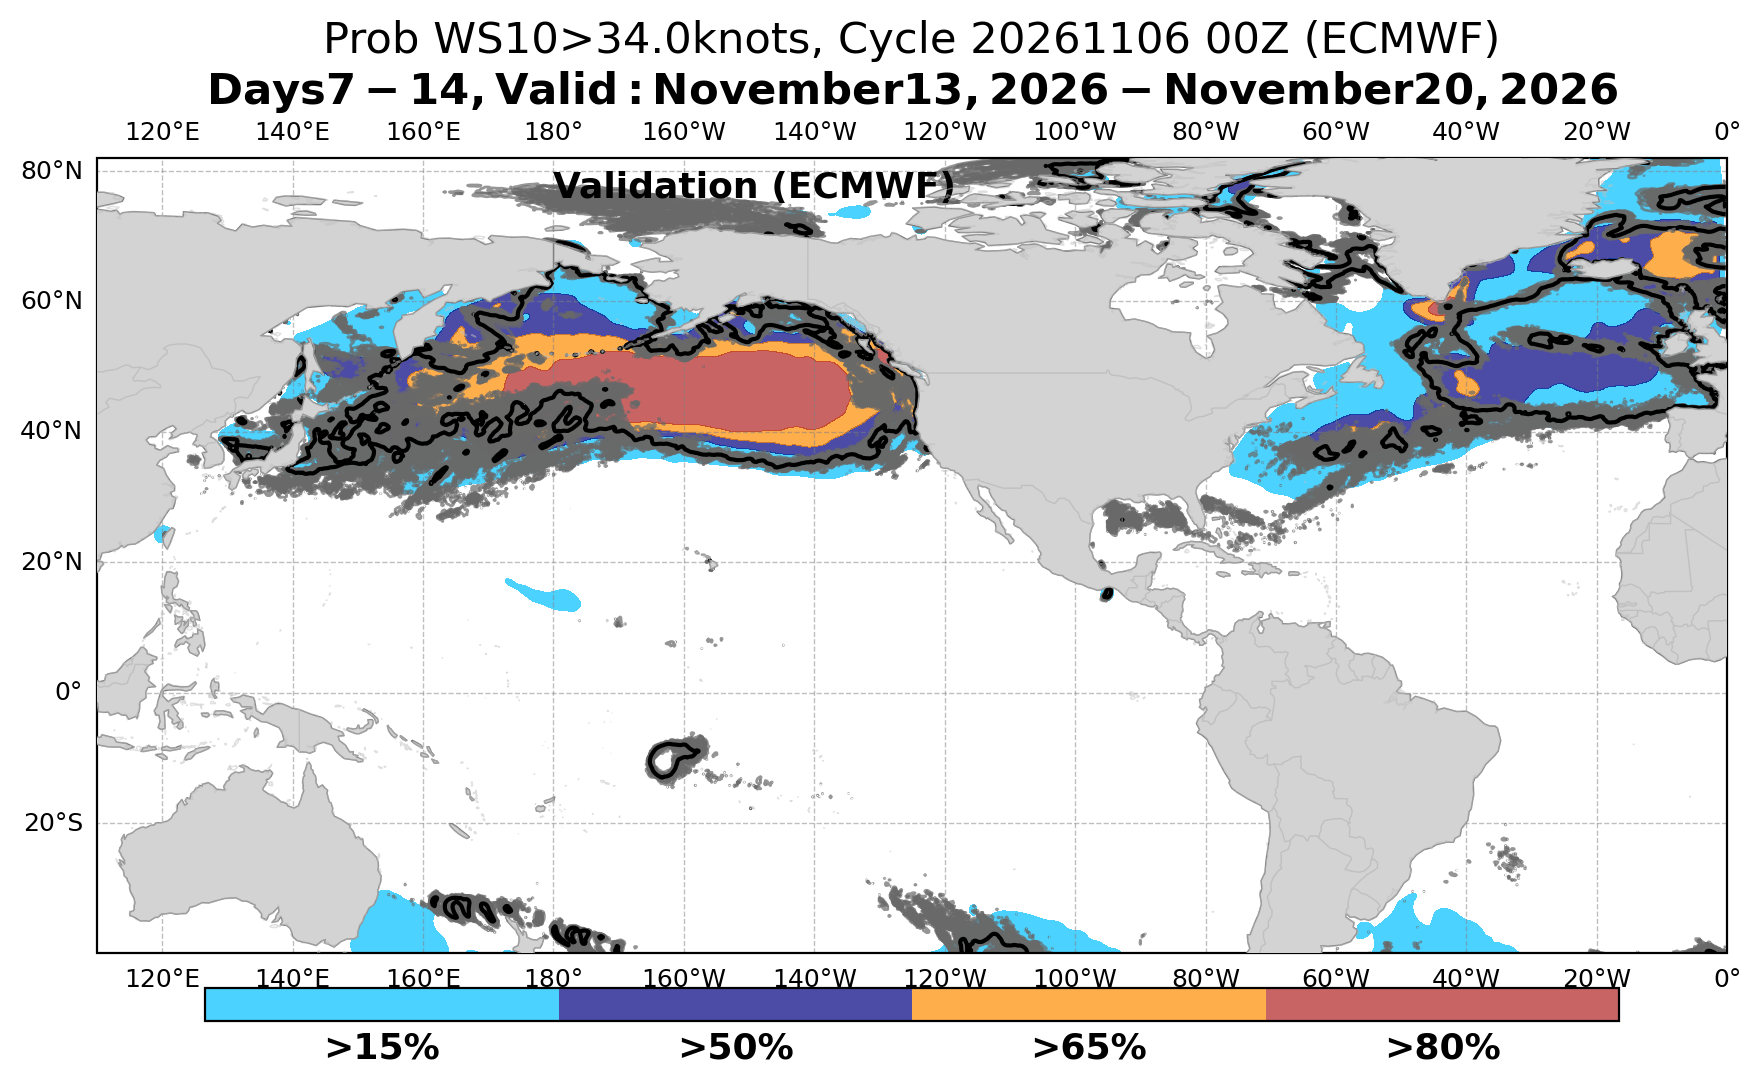 Prob WS10>34.0knots, Cycle 20261106 00Z (ECMWF)
Days7 − 14, Valid : November13, 2026 − November20, 2026
120°E 140°E 160°E 180° 160°W 140°W 120°W 100°W 80°W 60°W 40°W 20°W 0°
80°N
Validation (ECMWF)
60°N
40°N
20°N
0°
20°S
120°E 140°E 160°E 180° 160°W 140°W 120°W 100°W 80°W 60°W 40°W 20°W 0°
>15% >50% >65% >80%